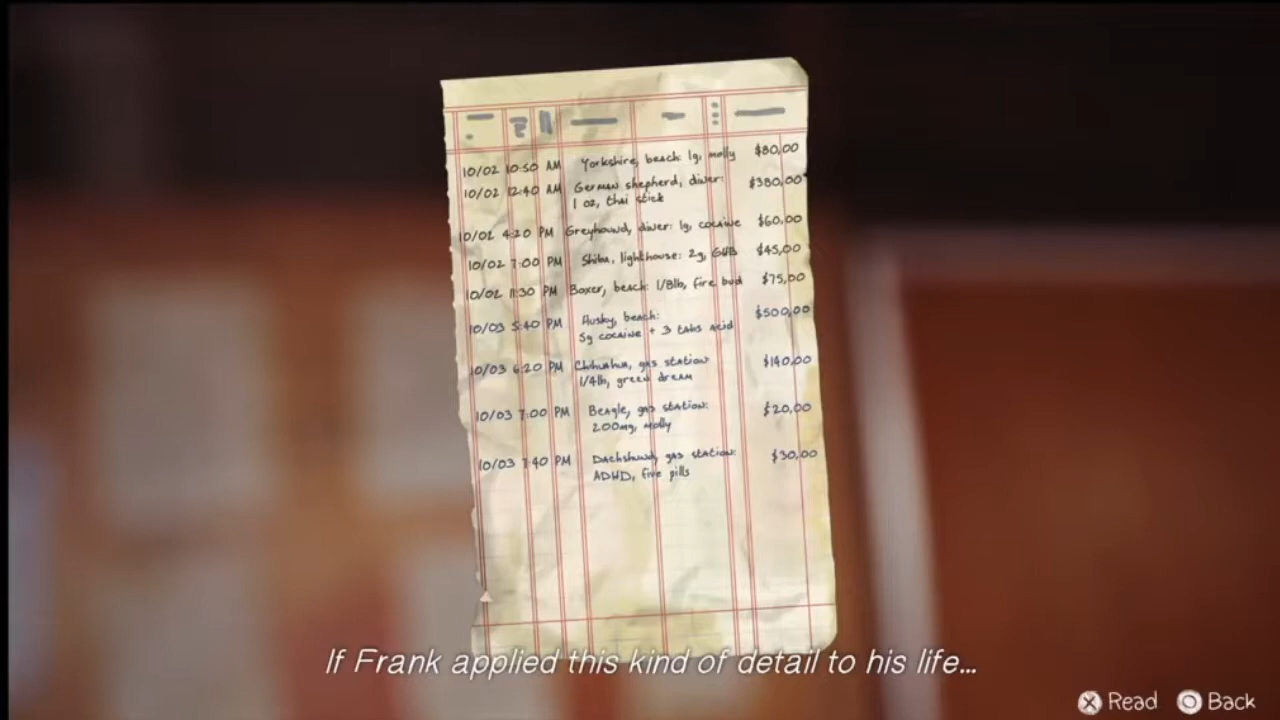 10/02 10:50 AM Yorkshire, beach: 1g, molly $80,00
10/02 12:40 AM German shepherd, diner: $380,00
1 oz, thai stick
10/02 4:20 PM Greyhound, diner: 1g, cocaine $60,00
10/02 7:00 PM Shiba, lighthouse: 2g, GHB $45,00
10/02 11:30 PM Boxer, beach: 1/8lb, fire bud $75,00
10/03 5:40 PM Husky, beach: $500,00
5g cocaine + 3 tabs acid
10/03 6:20 PM Chihuahua, gas station $140,00
1/4lb, green dream
10/03 7:00 PM Beagle, gas station: $20,00
200mg, molly
10/03 7:40 PM Dachshund, gas station: $30,00
ADHD, five pills
If Frank applied this kind of detail to his life...
Read Back